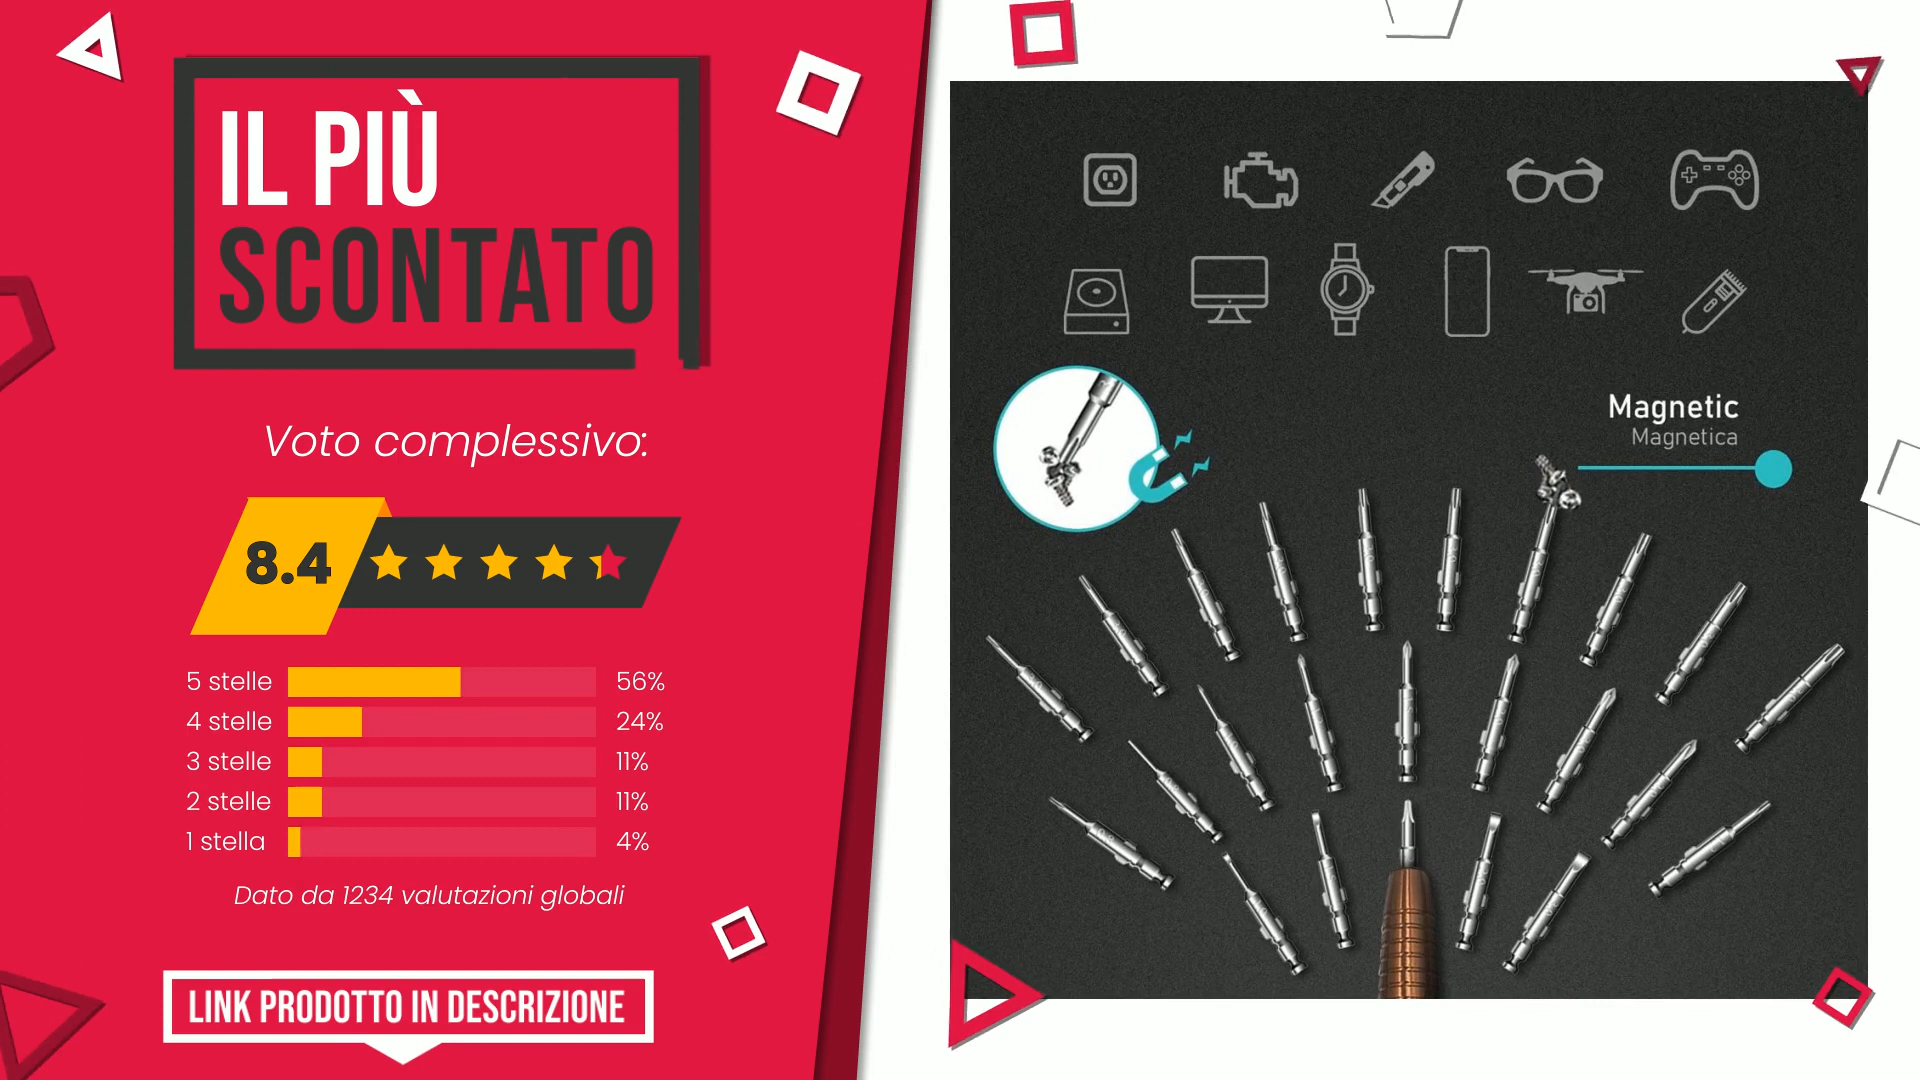 IL PIÙ
SCONTATO
Voto complessivo:
8.4
5 stelle 56%
4 stelle 24%
3 stelle 11%
2 stelle 11%
1 stella 4%
Dato da 1234 valutazioni globali
LINK PRODOTTO IN DESCRIZIONE
Magnetic
Magnetica